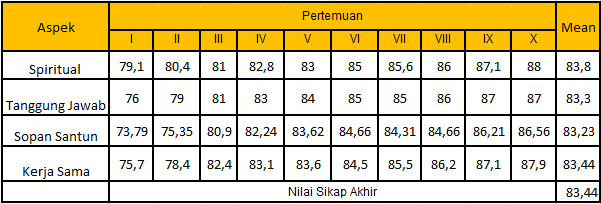 Aspek Pertemuan Mean
I II III IV V VI VII VIII IX X
Spiritual 79,1 80,4 81 82,8 83 85 85,6 86 87,1 88 83,8
Tanggung Jawab 76 79 81 83 84 85 85 86 87 87 83,3
Sopan Santun 73,79 75,35 80,9 82,24 83,62 84,66 84,31 84,66 86,21 86,56 83,23
Kerja Sama 75,7 78,4 82,4 83,1 83,6 84,5 85,5 86,2 87,1 87,9 83,44
Nilai Sikap Akhir 83,44